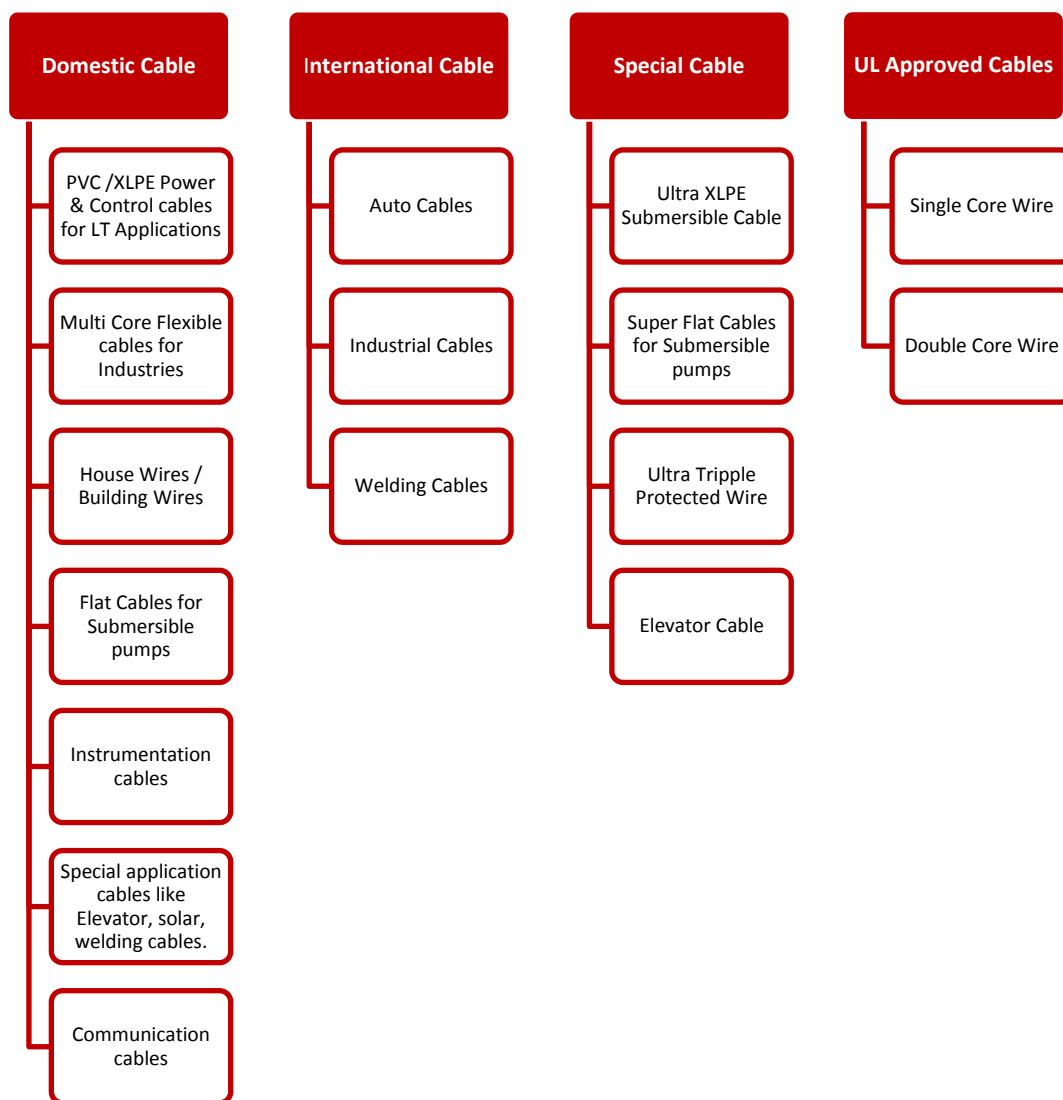 Domestic Cable
PVC /XLPE Power
& Control cables
for LT Applications
Multi Core Flexible
cables for
Industries
House Wires /
Building Wires
Flat Cables for
Submersible
pumps
Instrumentation
cables
Special application
cables like
Elevator, solar,
welding cables.
Communication
cables
International Cable
Auto Cables
Industrial Cables
Welding Cables
Special Cable
Ultra XLPE
Submersible Cable
Super Flat Cables
for Submersible
pumps
Ultra Tripple
Protected Wire
Elevator Cable
UL Approved Cables
Single Core Wire
Double Core Wire